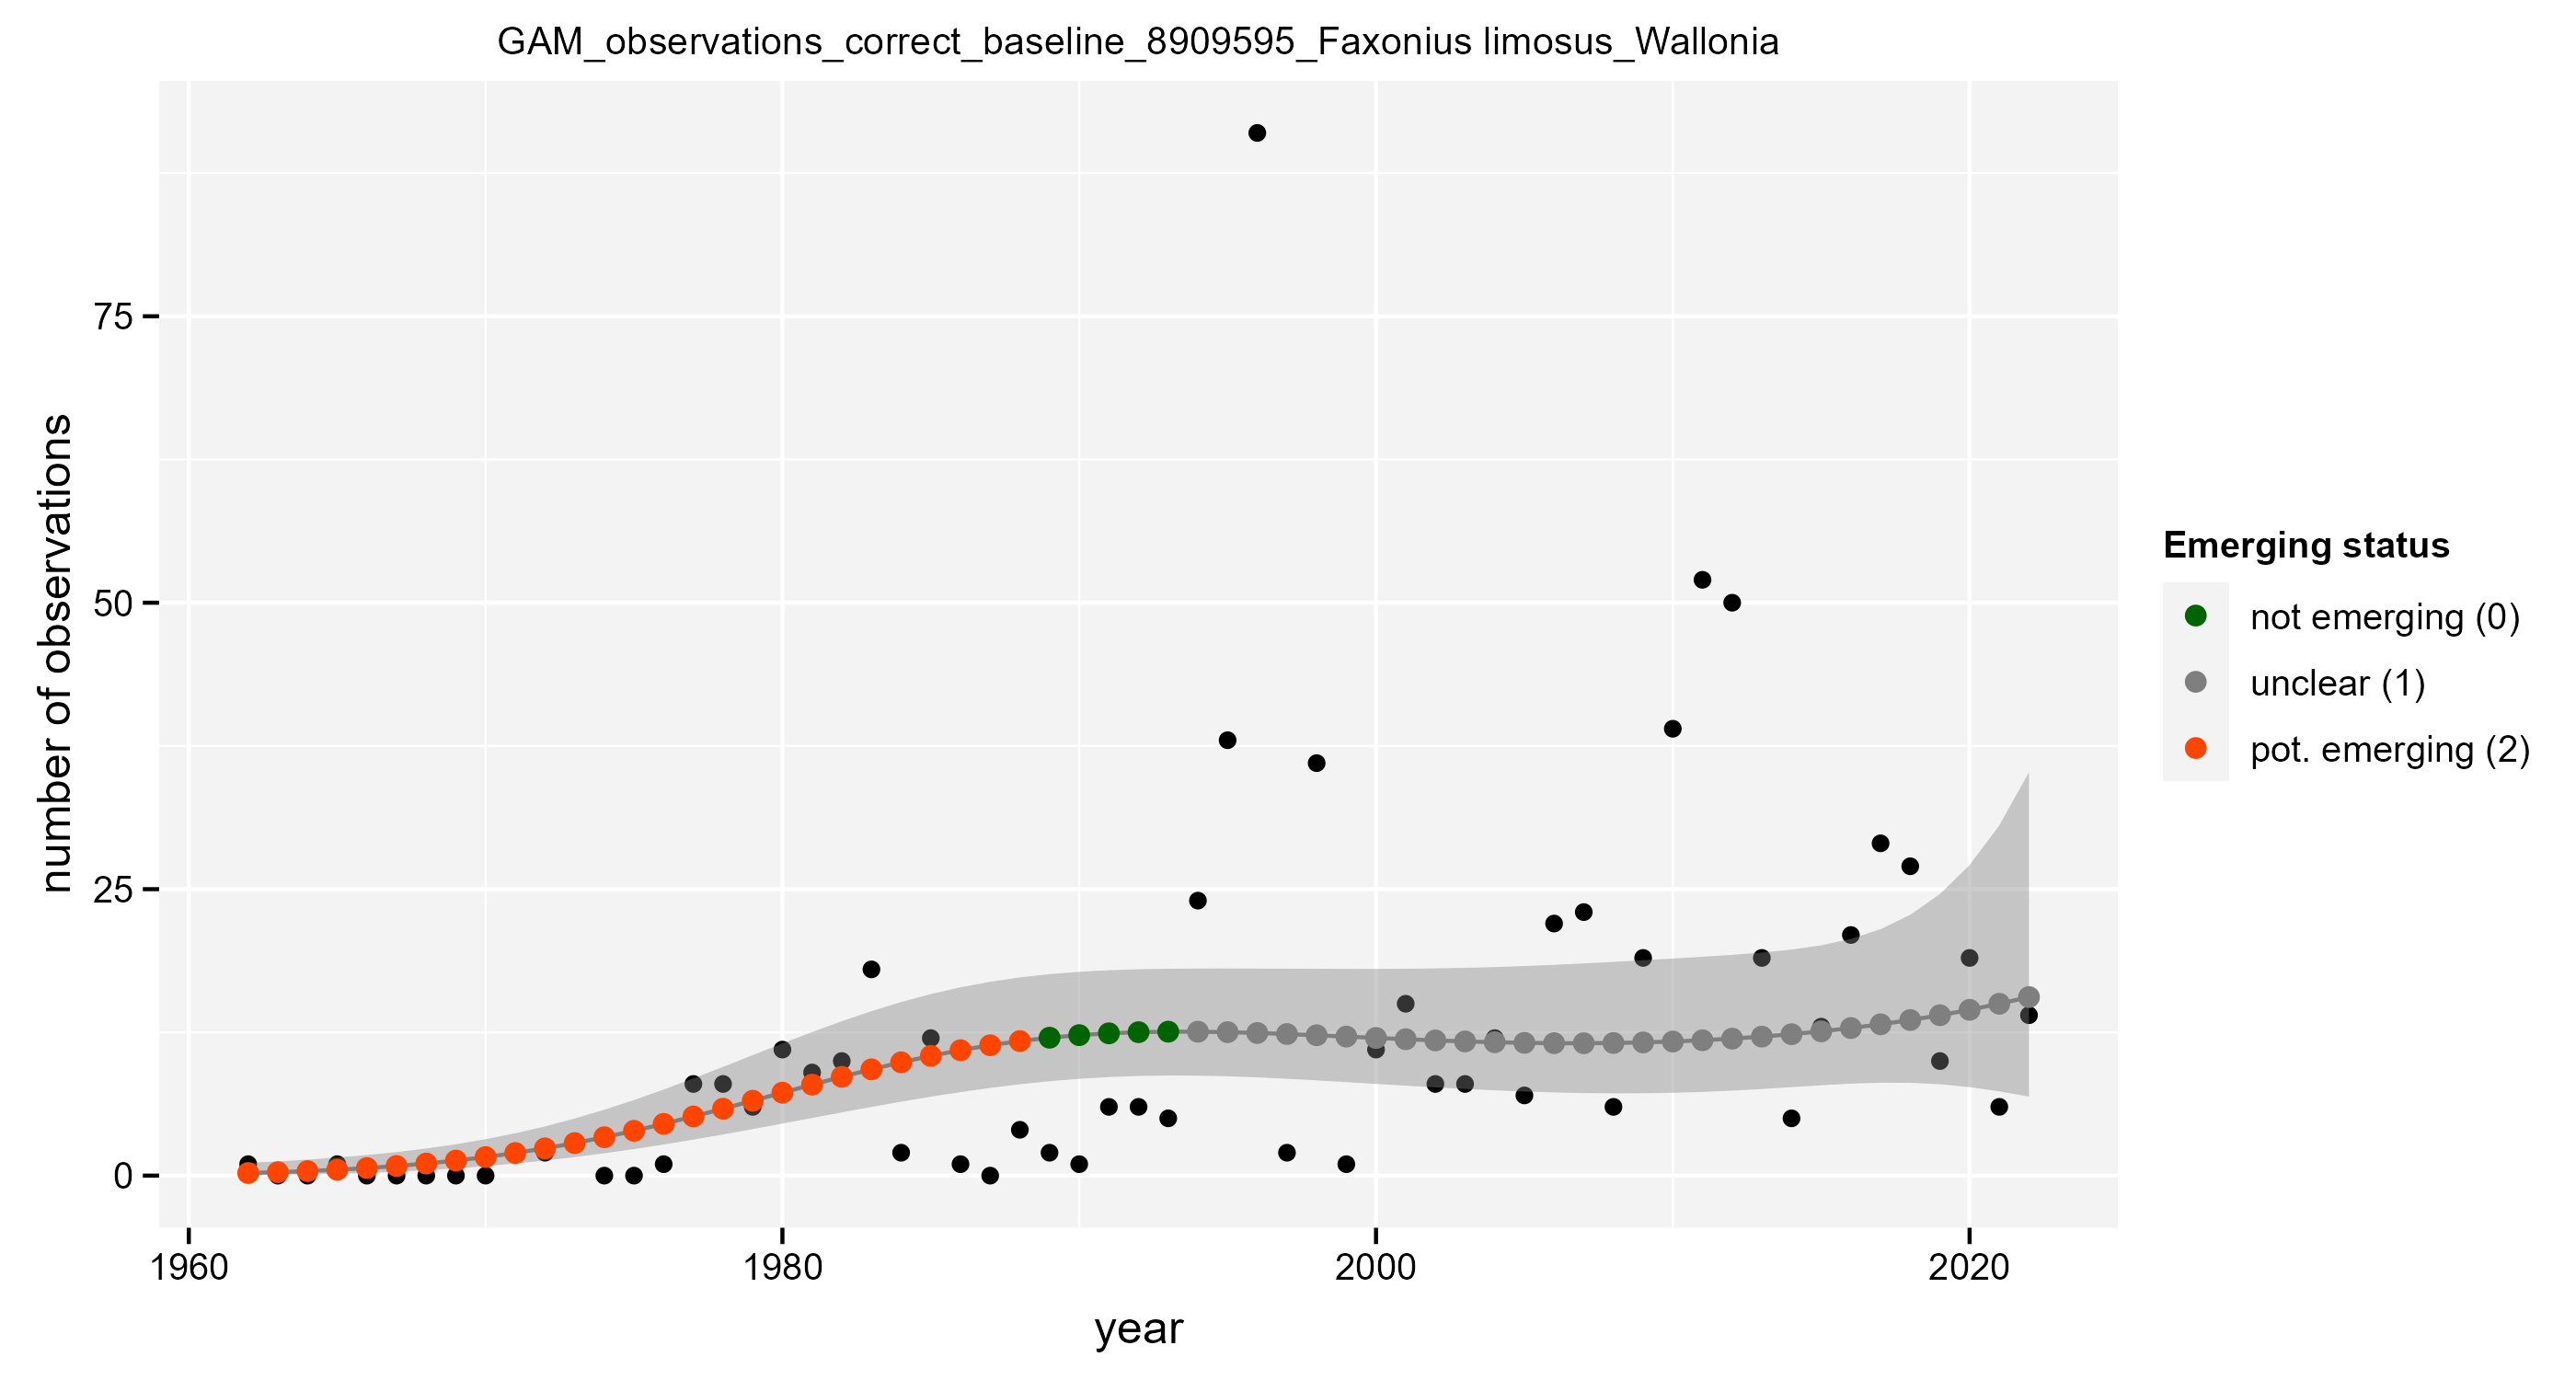 GAM_observations_correct_baseline_8909595_Faxonius limosus_Wallonia
number of observations
75
50
25
0
1960
1980
2000
2020
year
Emerging status
not emerging (0)
unclear (1)
pot. emerging (2)